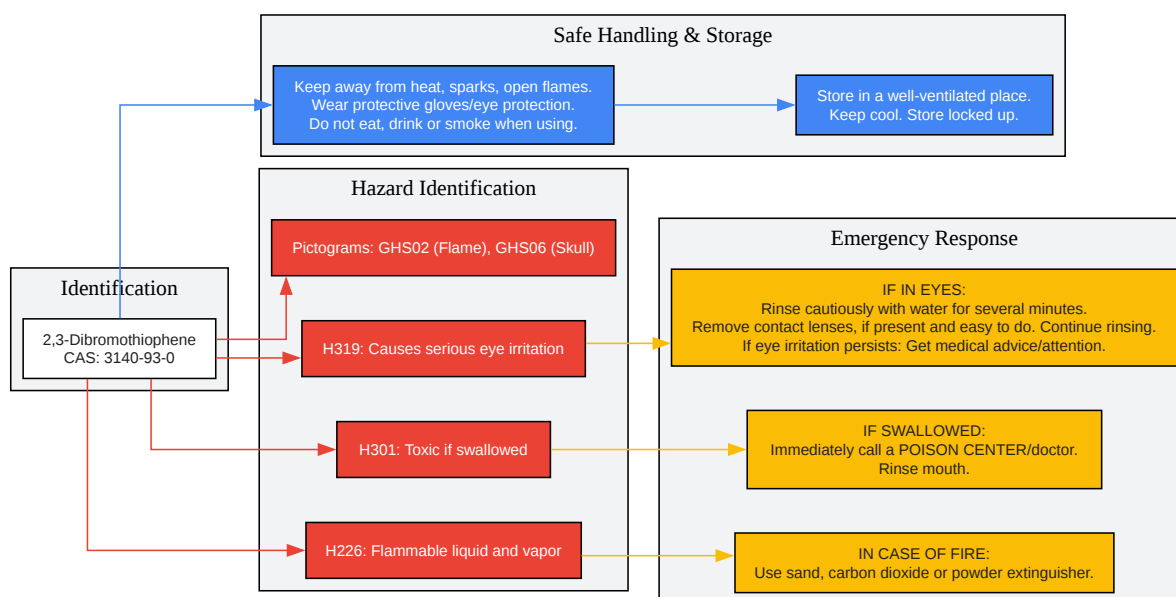 Safe Handling & Storage
Keep away from heat, sparks, open flames.
Wear protective gloves/eye protection.
Do not eat, drink or smoke when using.
Store in a well-ventilated place.
Keep cool. Store locked up.
Hazard Identification
Pictograms: GHS02 (Flame), GHS06 (Skull)
H319: Causes serious eye irritation
H301: Toxic if swallowed
H226: Flammable liquid and vapor
Identification
2,3-Dibromothiophene
CAS: 3140-93-0
Emergency Response
IF IN EYES:
Rinse cautiously with water for several minutes.
Remove contact lenses, if present and easy to do. Continue rinsing.
If eye irritation persists: Get medical advice/attention.
IF SWALLOWED:
Immediately call a POISON CENTER/doctor.
Rinse mouth.
IN CASE OF FIRE:
Use sand, carbon dioxide or powder extinguisher.